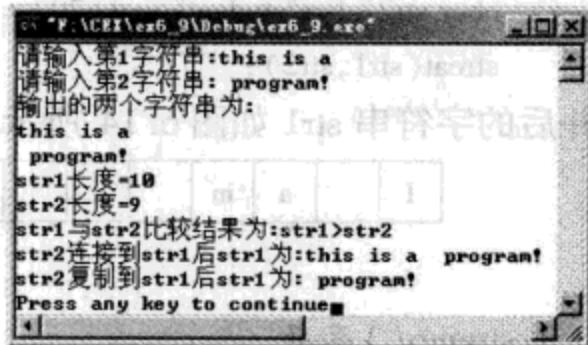 "F:\CEX\ex6_9\Debug\ex6_9.exe"
请输入第1字符串:this is a
请输入第2字符串: program!
输出的两个字符串为:
this is a
 program!
str1长度=10
str2长度=9
str1与str2比较结果为:str1>str2
str2连接到str1后str1为:this is a  program!
str2复制到str1后str1为: program!
Press any key to continue